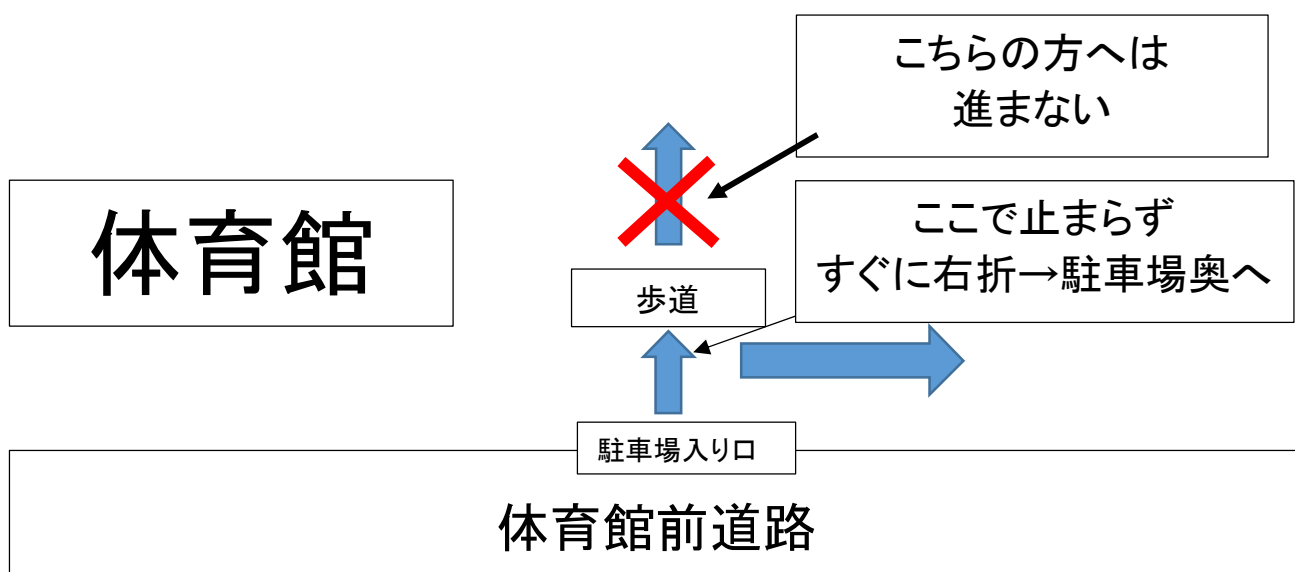 こちらの方へは
進まない
体育館
ここで止まらず
すぐに右折→駐車場奥へ
歩道
駐車場入り口
体育館前道路